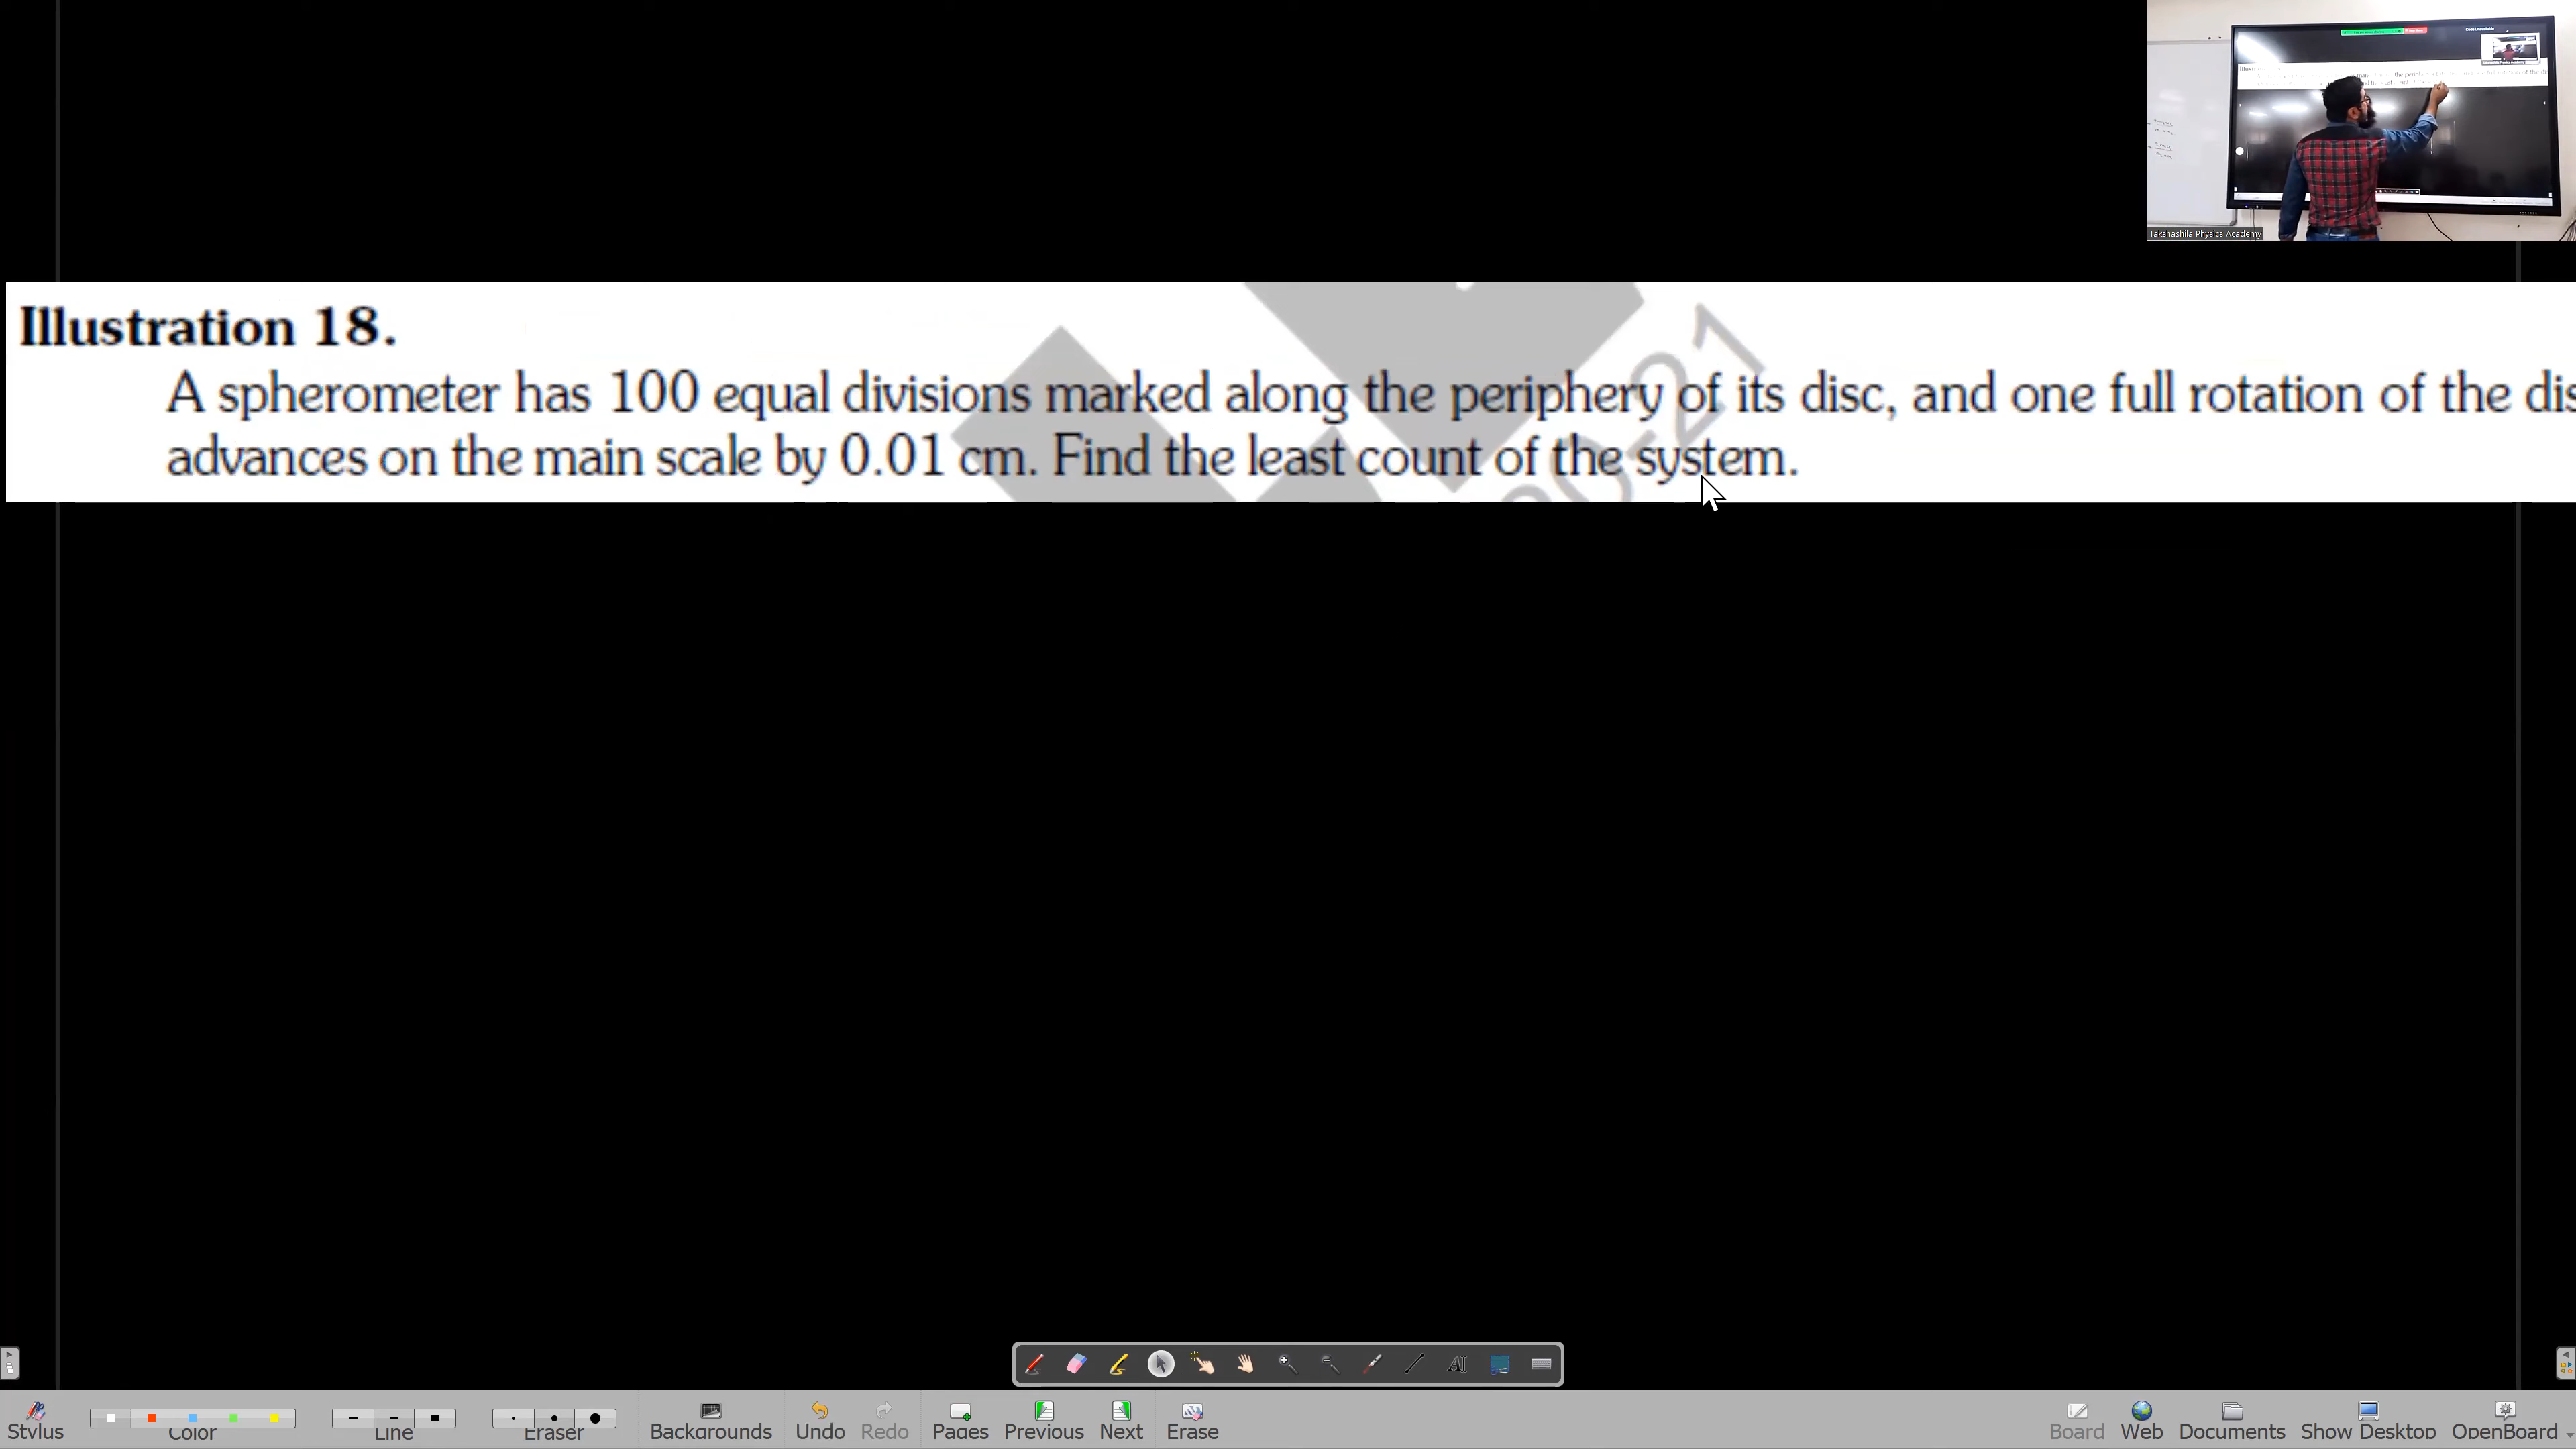 Takshashila Physics Academy
Illustration 18.
A spherometer has 100 equal divisions marked along the periphery of its disc, and one full rotation of the dis
advances on the main scale by 0.01 cm. Find the least count of the system.
20-21
Stylus Color Line Eraser Backgrounds Undo Redo Pages Previous Next Erase Board Web Documents Show Desktop OpenBoard